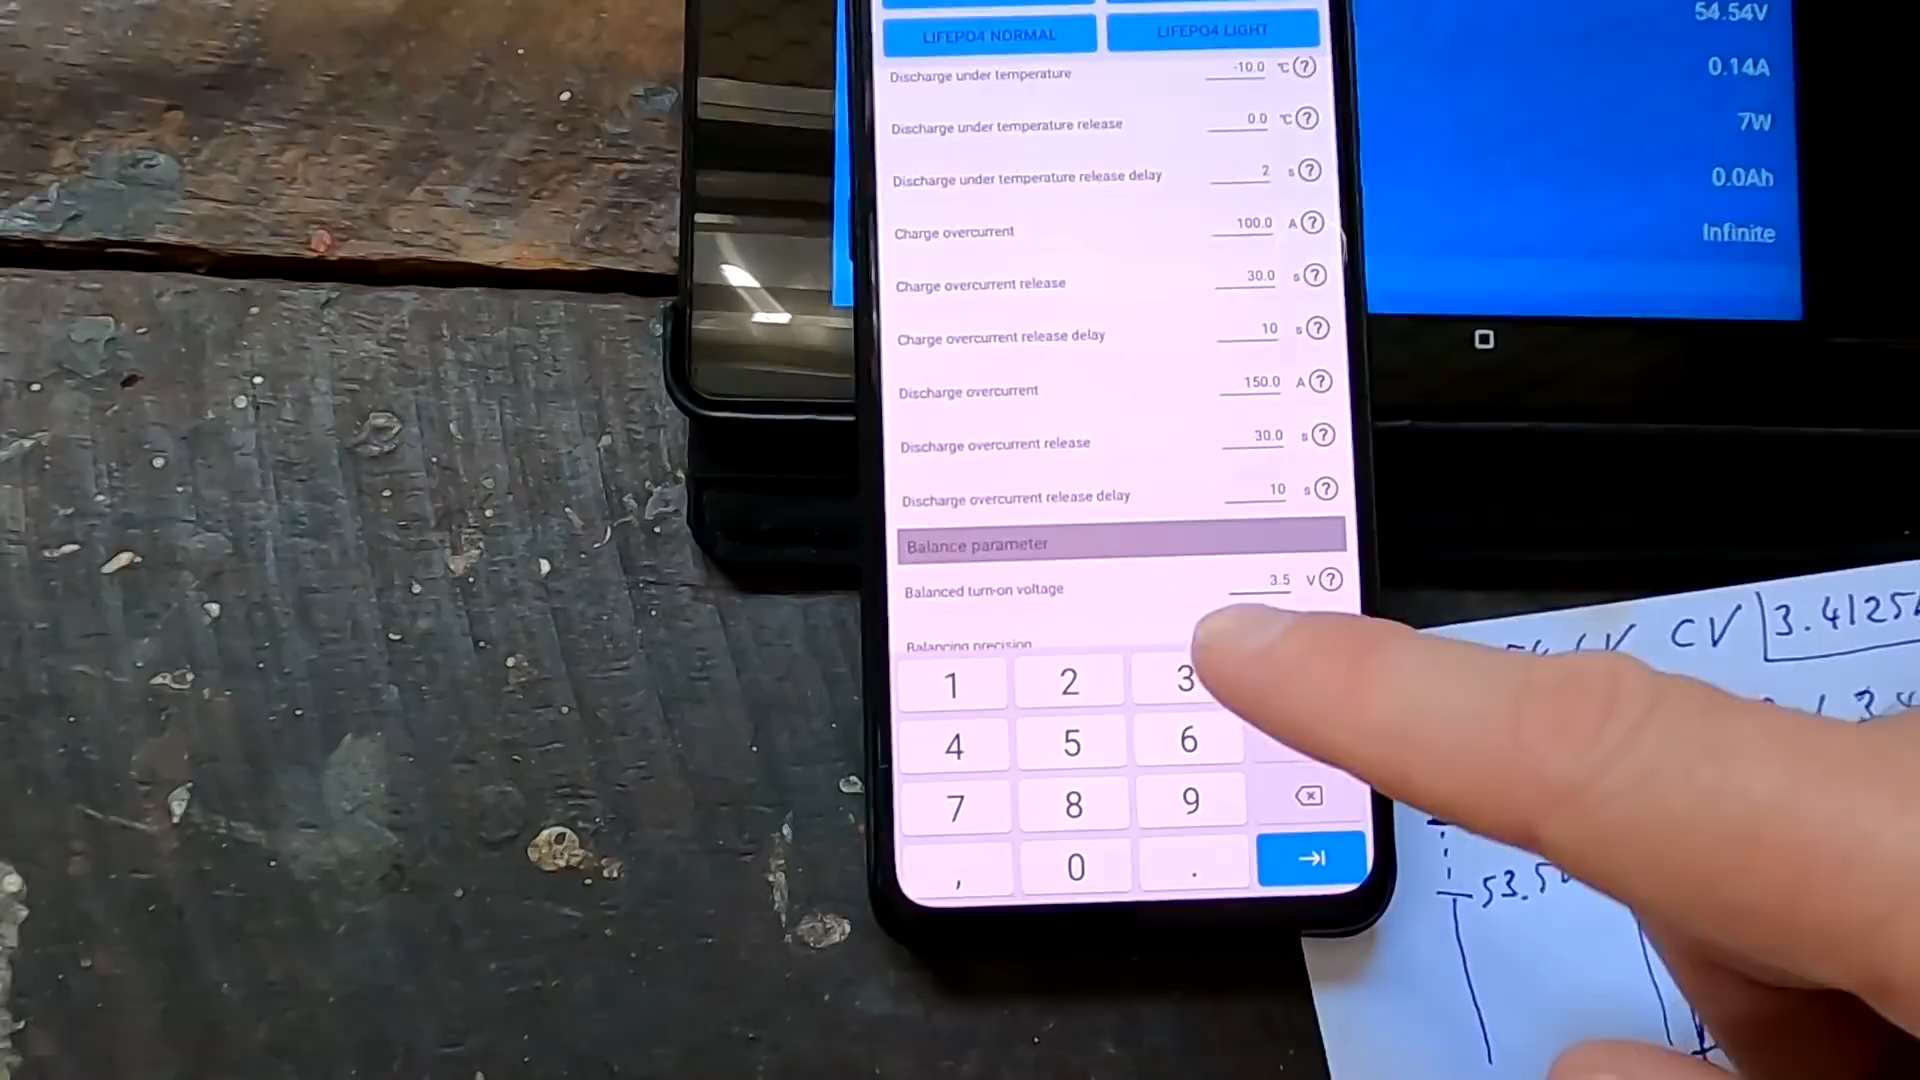 LIFEPO4 NORMAL LIFEPO4 LIGHT
Discharge under temperature -10.0 ℃ ?
Discharge under temperature release 0.0 ℃ ?
Discharge under temperature release delay 2 s ?
Charge overcurrent 100.0 A ?
Charge overcurrent release 30.0 s ?
Charge overcurrent release delay 10 s ?
Discharge overcurrent 150.0 A ?
Discharge overcurrent release 30.0 s ?
Discharge overcurrent release delay 10 s ?
Balance parameter
Balanced turn-on voltage 3.5 V ?
Balancing precision
1 2 3
4 5 6
7 8 9
, 0 .
54.54V
0.14A
7W
0.0Ah
Infinite
CV 3.4125
53.5